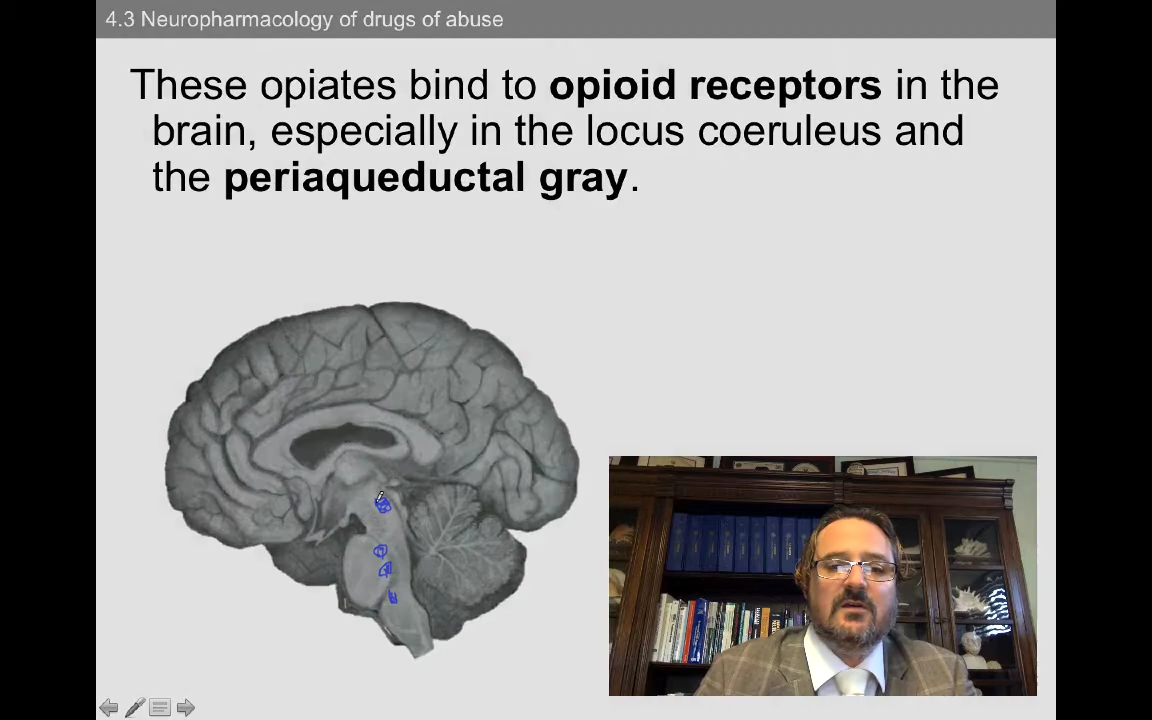 4.3 Neuropharmacology of drugs of abuse
These opiates bind to opioid receptors in the
brain, especially in the locus coeruleus and
the periaqueductal gray.